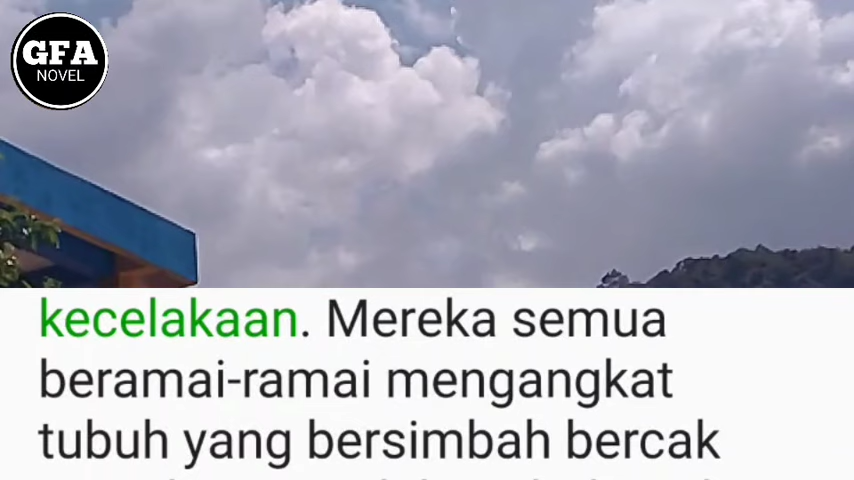 GFA
NOVEL
kecelakaan. Mereka semua
beramai-ramai mengangkat
tubuh yang bersimbah bercak